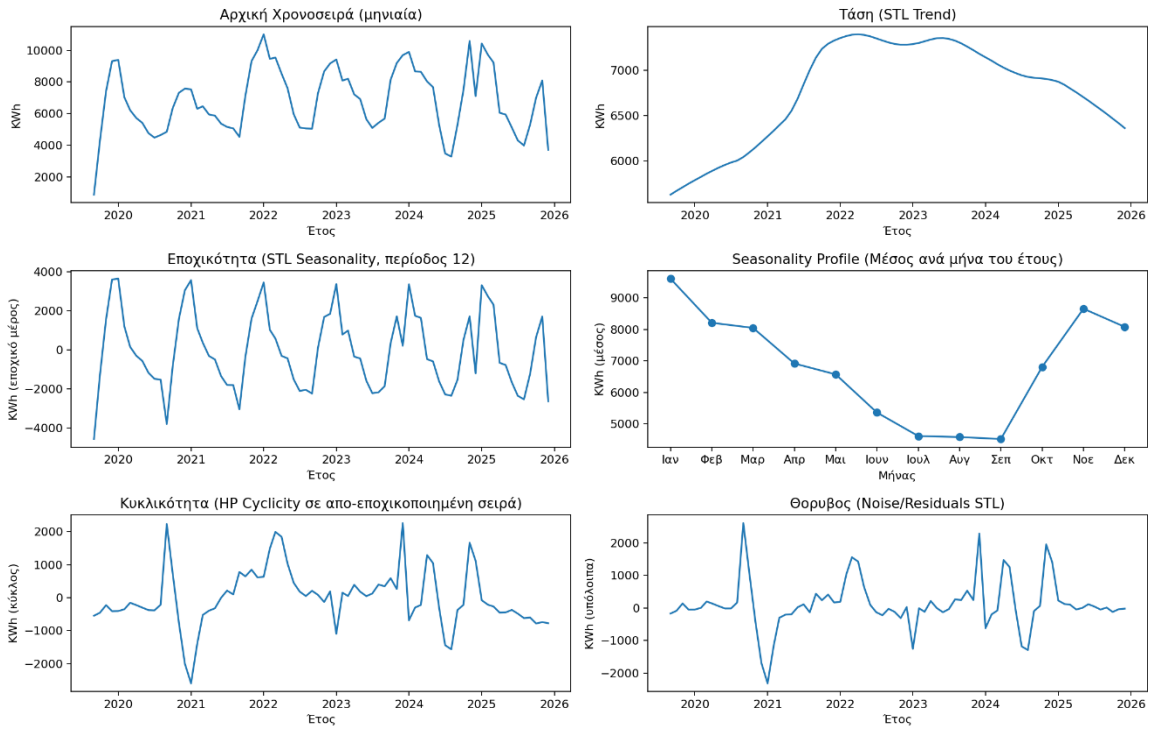 Αρχική Χρονοσειρά (μηνιαία)
10000
8000
6000
4000
2000
KWh
2020 2021 2022 2023 2024 2025 2026
Έτος
Τάση (STL Trend)
7000
6500
6000
KWh
2020 2021 2022 2023 2024 2025 2026
Έτος
Εποχικότητα (STL Seasonality, περίοδος 12)
4000
2000
0
−2000
−4000
KWh (εποχικό μέρος)
2020 2021 2022 2023 2024 2025 2026
Έτος
Seasonality Profile (Μέσος ανά μήνα του έτους)
9000
8000
7000
6000
5000
KWh (μέσος)
Ιαν Φεβ Μαρ Απρ Μαι Ιουν Ιουλ Αυγ Σεπ Οκτ Νοε Δεκ
Μήνας
Κυκλικότητα (HP Cyclicity σε απο-εποχικοποιημένη σειρά)
2000
1000
0
−1000
−2000
KWh (κύκλος)
2020 2021 2022 2023 2024 2025 2026
Έτος
Θορυβος (Noise/Residuals STL)
2000
1000
0
−1000
−2000
KWh (υπόλοιπα)
2020 2021 2022 2023 2024 2025 2026
Έτος